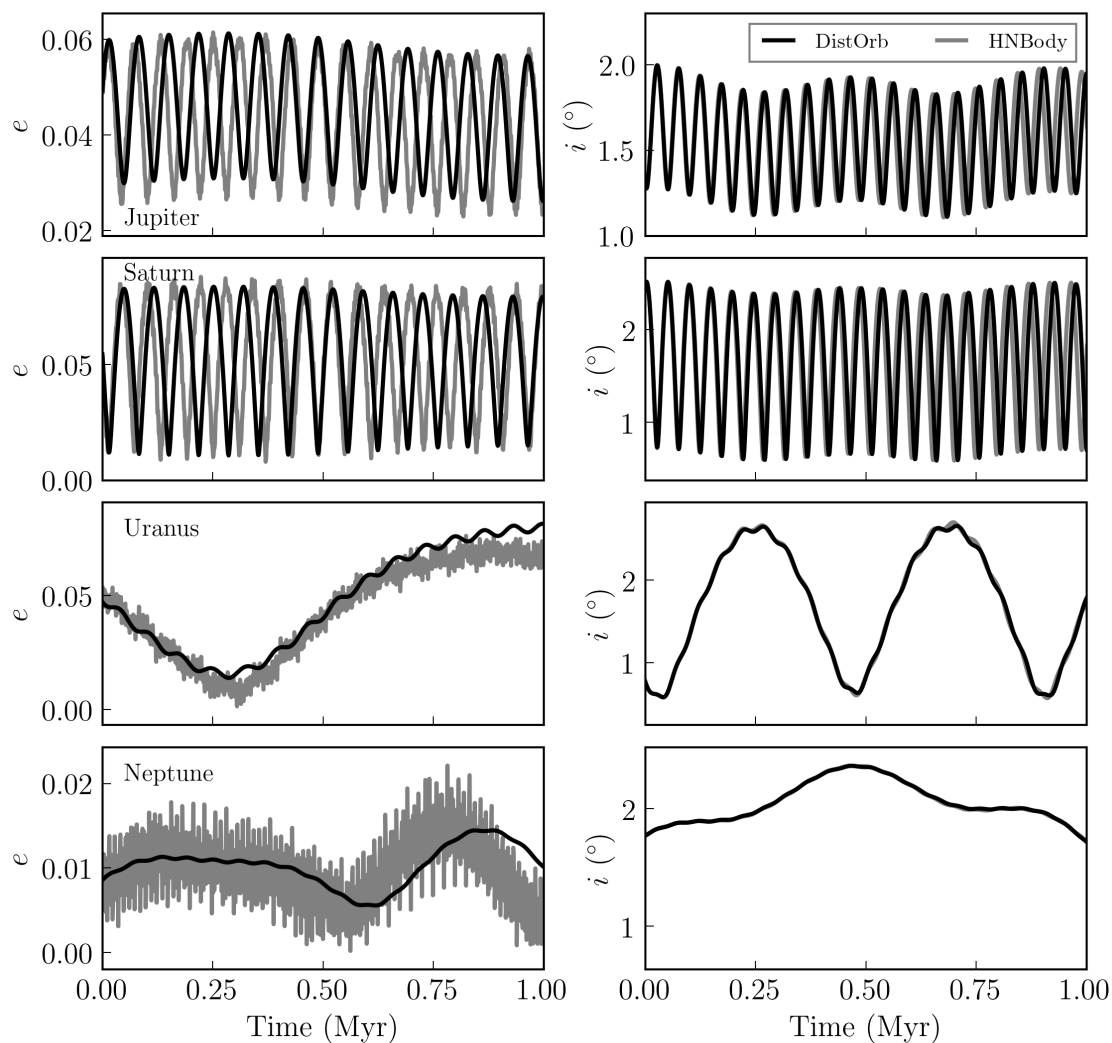 0.06
0.04
0.02
e
Jupiter
2.0
1.5
1.0
i (°)
DistOrb
HNBody
Saturn
0.05
0.00
e
2
1
i (°)
Uranus
0.05
0.00
e
2
1
i (°)
Neptune
0.02
0.01
0.00
e
0.00 0.25 0.50 0.75 1.00
Time (Myr)
2
1
i (°)
0.00 0.25 0.50 0.75 1.00
Time (Myr)